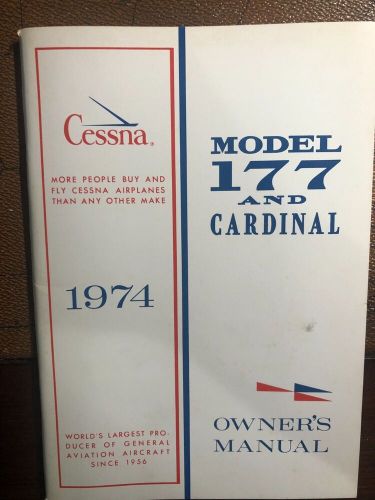 Cessna®
MORE PEOPLE BUY AND
FLY CESSNA AIRPLANES
THAN ANY OTHER MAKE
1974
WORLD'S LARGEST PRO-
DUCER OF GENERAL
AVIATION AIRCRAFT
SINCE 1956
MODEL
177
AND
CARDINAL
OWNER'S
MANUAL